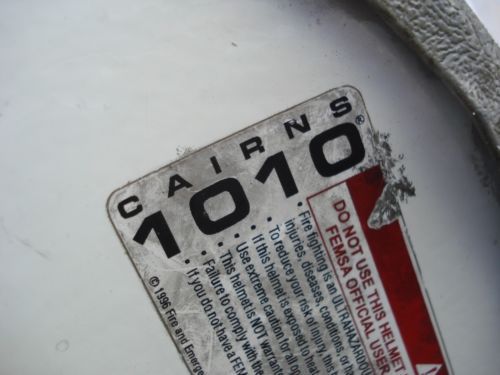 CAIRNS
1010®
DO NOT USE THIS HELMET
FEMSA OFFICIAL USER
• Fire fighting is an ULTRAHAZARDOU
injuries, diseases, conditions or
• To reduce your risk of injury, this
• If this helmet is exposed to heat
• Use extreme caution for all
• This helmet is NOT warran
• Failure to comply with the
• If you do not have a FEM
© 1996 Fire and Emerge